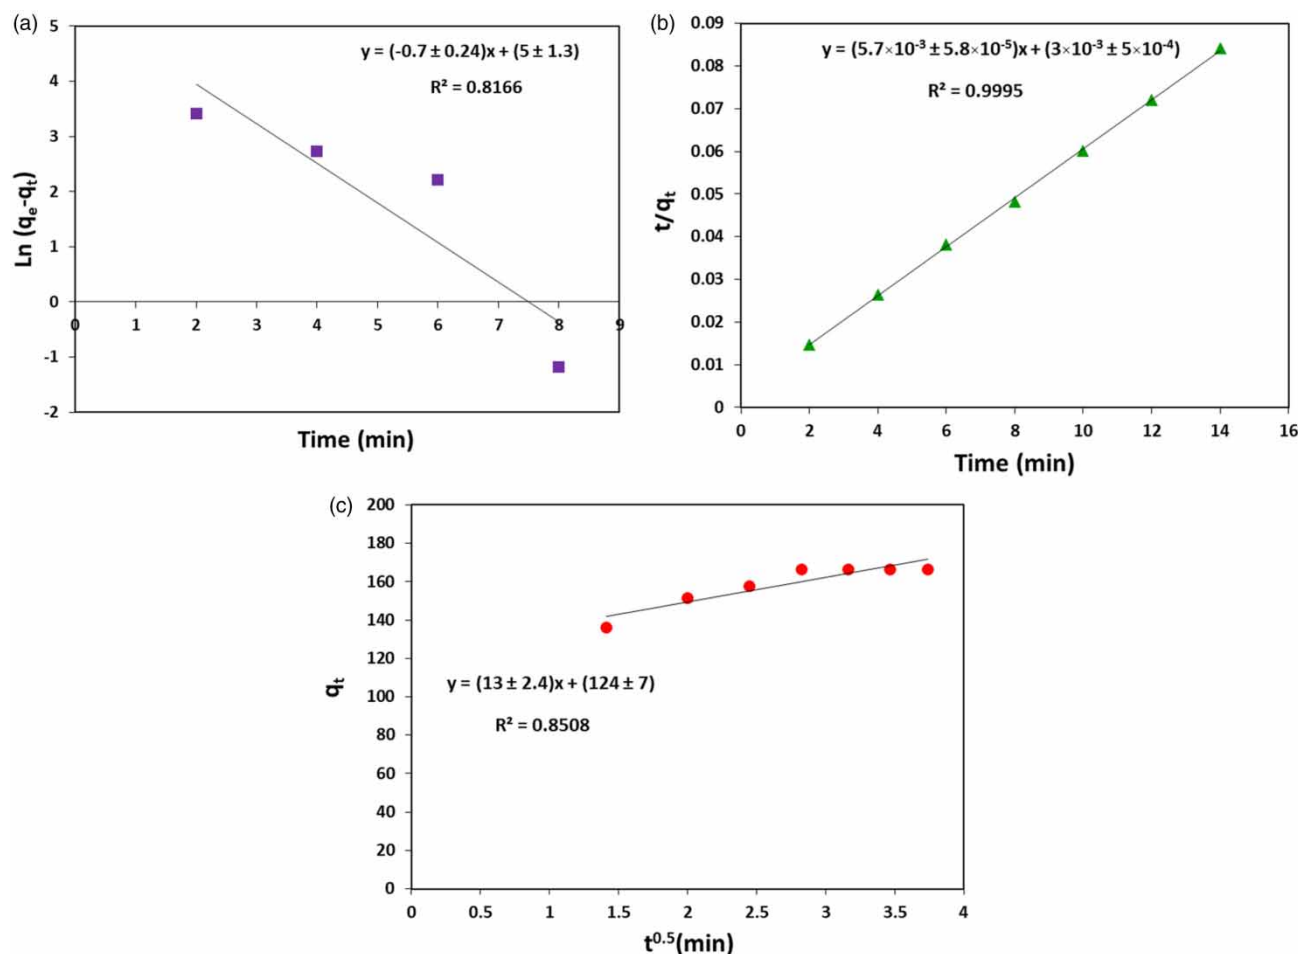 (a)
5
4
3
2
1
0
-1
-2
Ln (qₑ-qₜ)
y = (-0.7 ± 0.24)x + (5 ± 1.3)
R² = 0.8166
0 1 2 3 4 5 6 7 8 9
Time (min)
(b)
0.09
0.08
0.07
0.06
0.05
0.04
0.03
0.02
0.01
0
t/qₜ
y = (5.7×10⁻³ ± 5.8×10⁻⁵)x + (3×10⁻³ ± 5×10⁻⁴)
R² = 0.9995
0 2 4 6 8 10 12 14 16
Time (min)
(c)
200
180
160
140
120
100
80
60
40
20
0
qₜ
y = (13 ± 2.4)x + (124 ± 7)
R² = 0.8508
0 0.5 1 1.5 2 2.5 3 3.5 4
t⁰·⁵(min)